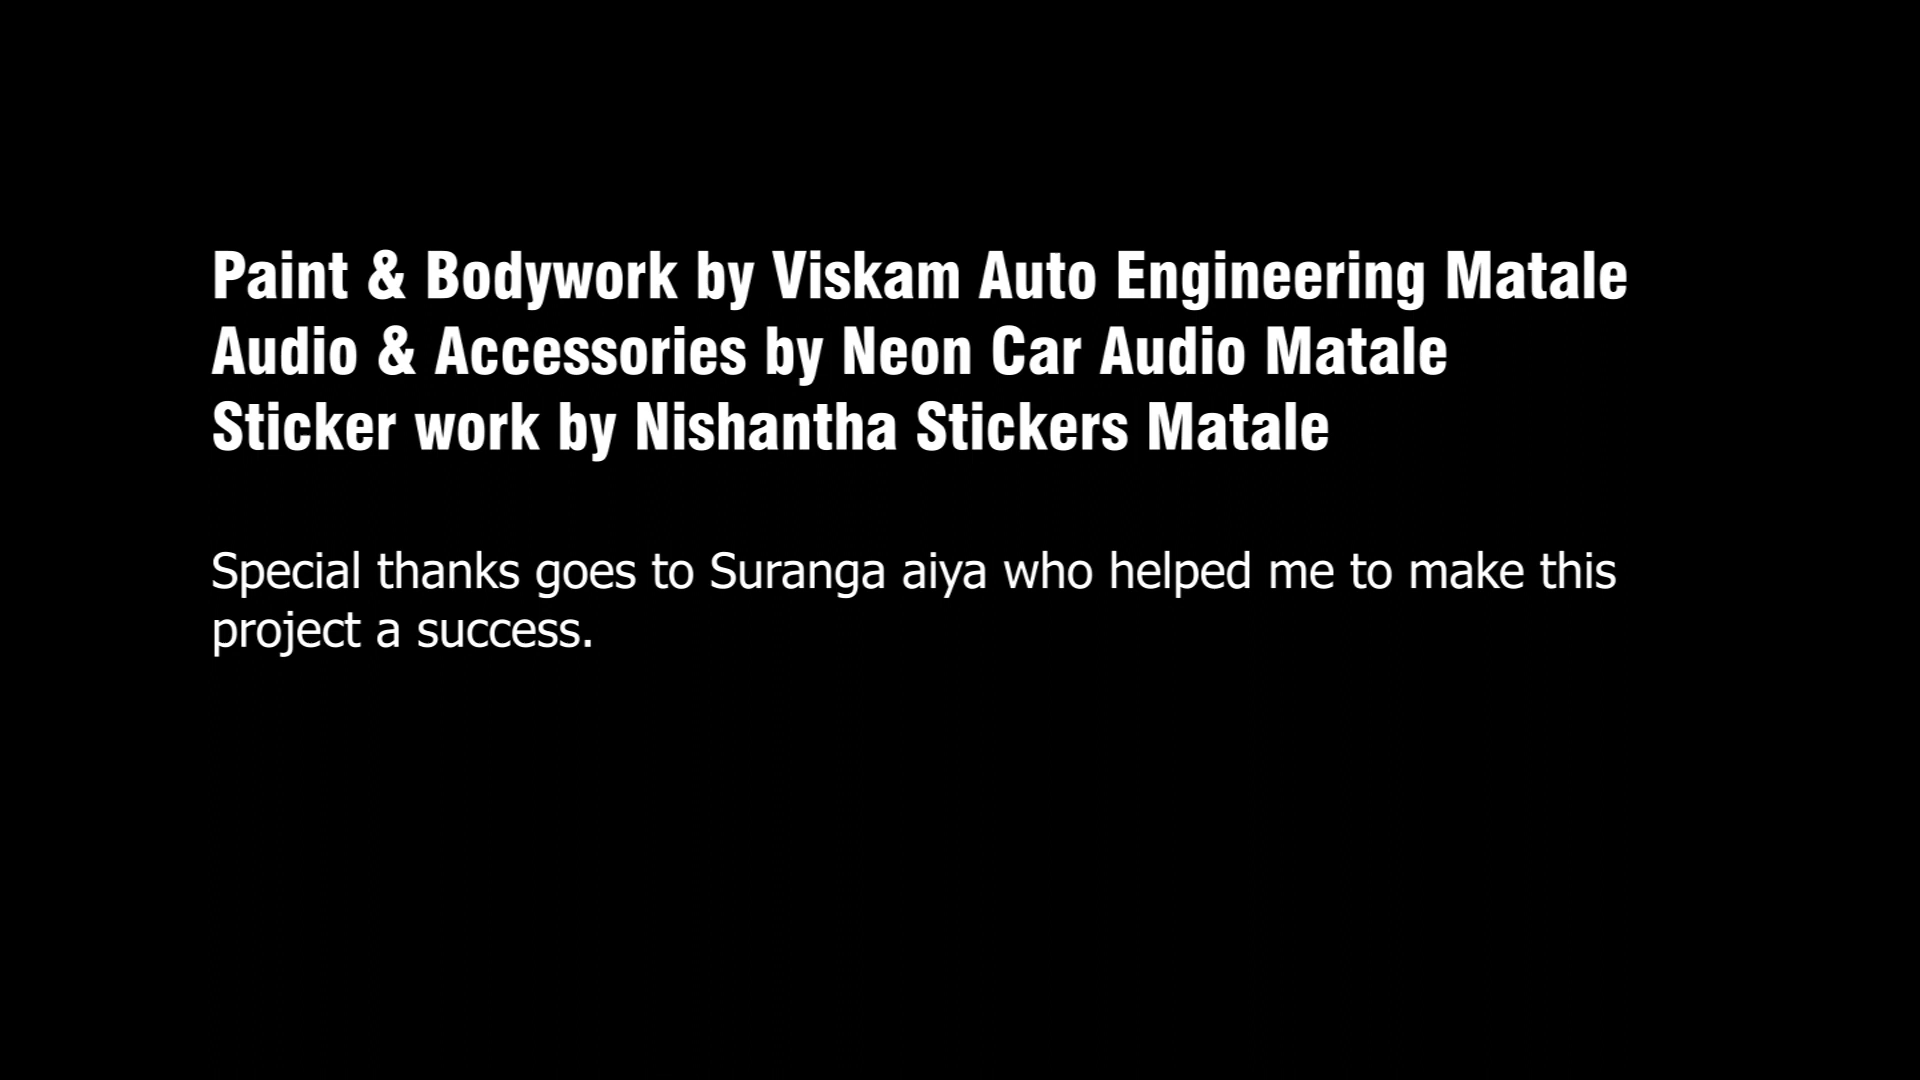 Paint & Bodywork by Viskam Auto Engineering Matale
Audio & Accessories by Neon Car Audio Matale
Sticker work by Nishantha Stickers Matale
Special thanks goes to Suranga aiya who helped me to make this
project a success.